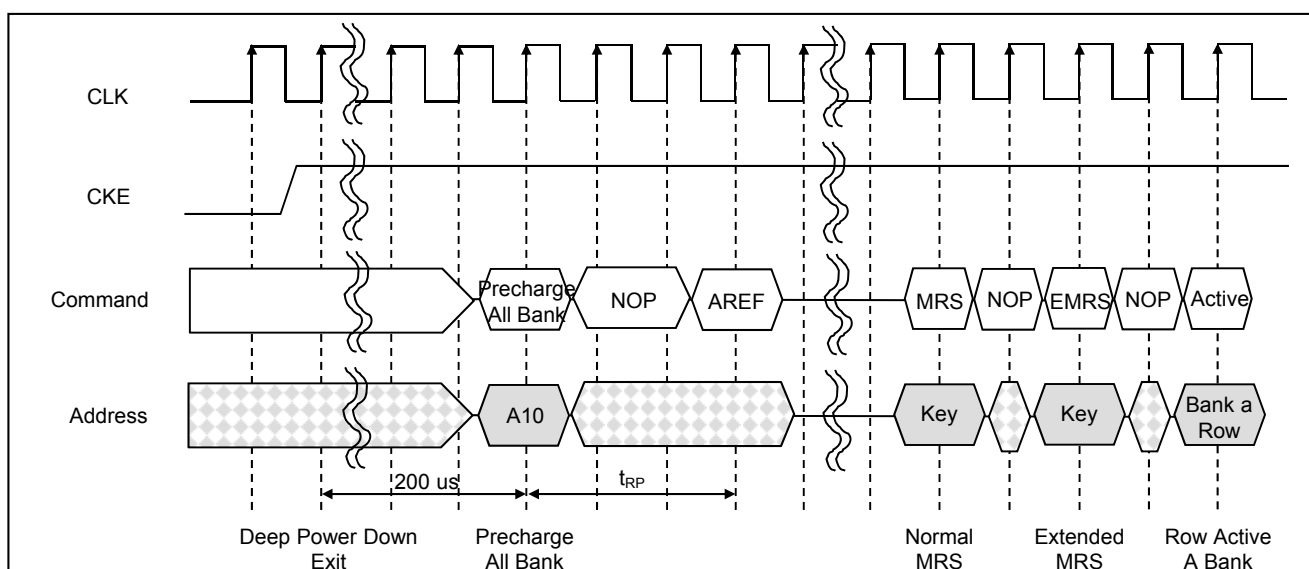 CLK
CKE
Command
Precharge
All Bank
NOP
AREF
MRS
NOP
EMRS
NOP
Active
Address
A10
Key
Key
Bank a
Row
200 us
tRP
Deep Power Down
Exit
Precharge
All Bank
Normal
MRS
Extended
MRS
Row Active
A Bank